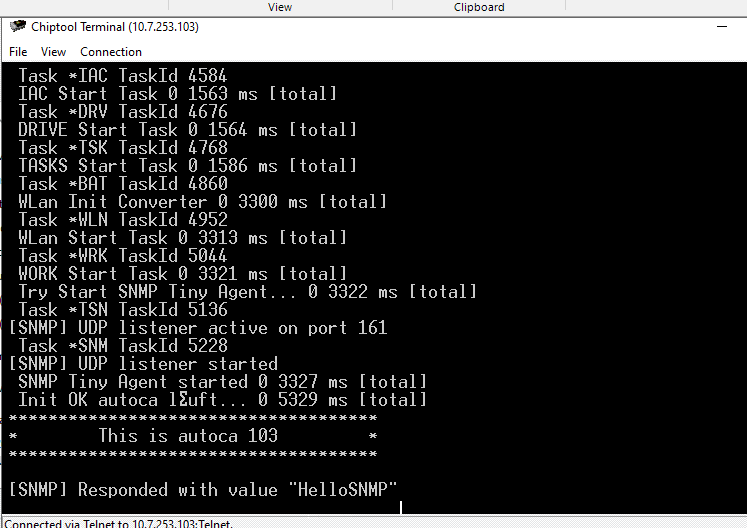 View Clipboard
Chiptool Terminal (10.7.253.103)
File View Connection
Task *IAC TaskId 4584
IAC Start Task 0 1563 ms [total]
Task *DRV TaskId 4676
DRIVE Start Task 0 1564 ms [total]
Task *TSK TaskId 4768
TASKS Start Task 0 1586 ms [total]
Task *BAT TaskId 4860
WLan Init Converter 0 3300 ms [total]
Task *WLN TaskId 4952
WLan Start Task 0 3313 ms [total]
Task *WRK TaskId 5044
WORK Start Task 0 3321 ms [total]
Try Start SNMP Tiny Agent... 0 3322 ms [total]
Task *TSN TaskId 5136
[SNMP] UDP listener active on port 161
Task *SNM TaskId 5228
[SNMP] UDP listener started
SNMP Tiny Agent started 0 3327 ms [total]
Init OK autoca lΣuft... 0 5329 ms [total]
*************************************
* This is autoca 103 *
*************************************
[SNMP] Responded with value "HelloSNMP"
Connected via Telnet to 10.7.253.103:Telnet.